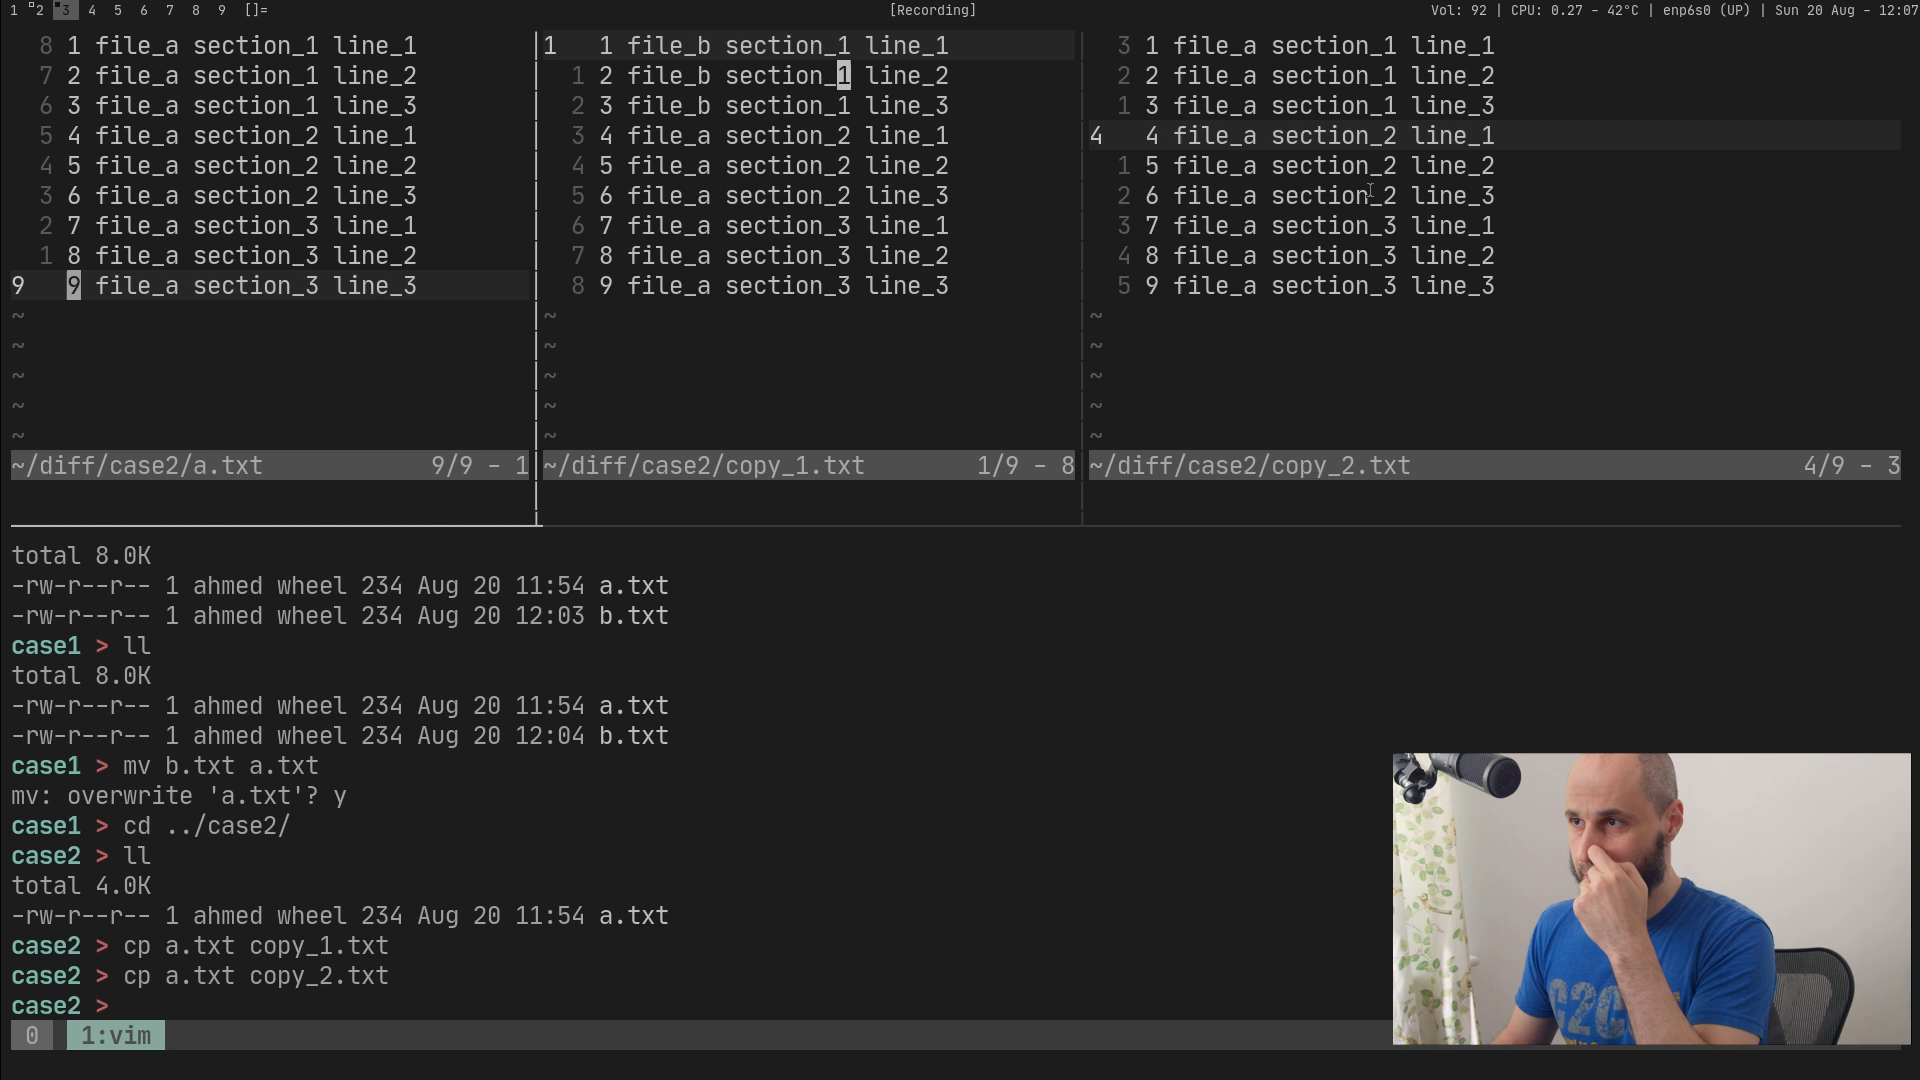 1 2 3 4 5 6 7 8 9 []= [Recording] Vol: 92 | CPU: 0.27 - 42°C | enp6s0 (UP) | Sun 20 Aug - 12:07
8 1 file_a section_1 line_1
7 2 file_a section_1 line_2
6 3 file_a section_1 line_3
5 4 file_a section_2 line_1
4 5 file_a section_2 line_2
3 6 file_a section_2 line_3
2 7 file_a section_3 line_1
1 8 file_a section_3 line_2
9 9 file_a section_3 line_3
~
~
~
~
~
~/diff/case2/a.txt 9/9 - 1
1 1 file_b section_1 line_1
1 2 file_b section_1 line_2
2 3 file_b section_1 line_3
3 4 file_a section_2 line_1
4 5 file_a section_2 line_2
5 6 file_a section_2 line_3
6 7 file_a section_3 line_1
7 8 file_a section_3 line_2
8 9 file_a section_3 line_3
~
~
~
~
~
~/diff/case2/copy_1.txt 1/9 - 8
3 1 file_a section_1 line_1
2 2 file_a section_1 line_2
1 3 file_a section_1 line_3
4 4 file_a section_2 line_1
1 5 file_a section_2 line_2
2 6 file_a section_2 line_3
3 7 file_a section_3 line_1
4 8 file_a section_3 line_2
5 9 file_a section_3 line_3
~
~
~
~
~
~/diff/case2/copy_2.txt 4/9 - 3
total 8.0K
-rw-r--r-- 1 ahmed wheel 234 Aug 20 11:54 a.txt
-rw-r--r-- 1 ahmed wheel 234 Aug 20 12:03 b.txt
case1 > ll
total 8.0K
-rw-r--r-- 1 ahmed wheel 234 Aug 20 11:54 a.txt
-rw-r--r-- 1 ahmed wheel 234 Aug 20 12:04 b.txt
case1 > mv b.txt a.txt
mv: overwrite 'a.txt'? y
case1 > cd ../case2/
case2 > ll
total 4.0K
-rw-r--r-- 1 ahmed wheel 234 Aug 20 11:54 a.txt
case2 > cp a.txt copy_1.txt
case2 > cp a.txt copy_2.txt
case2 >
0 1:vim